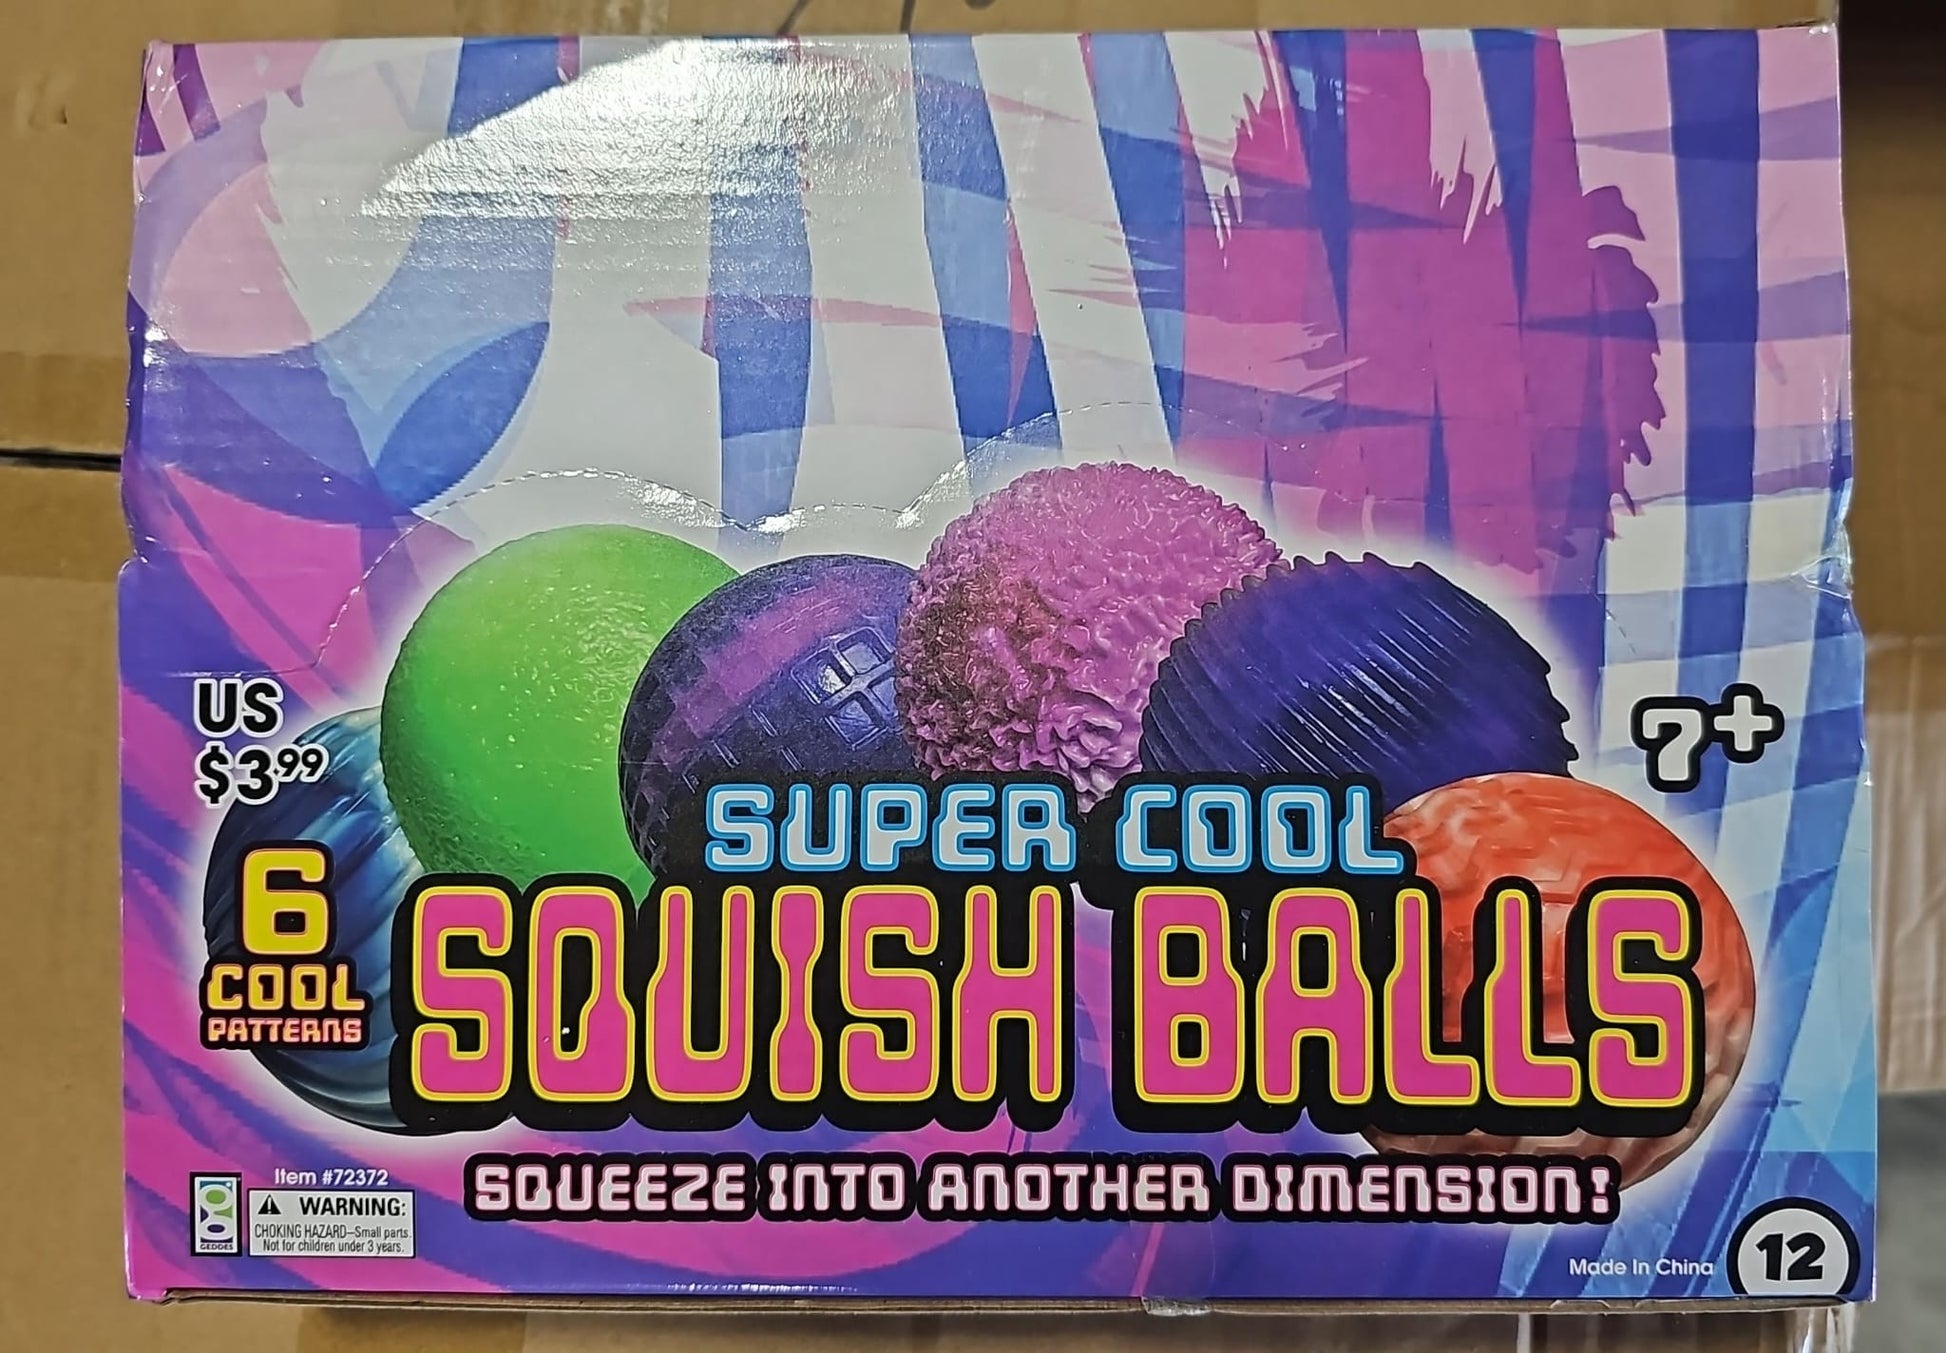 US
$3.99
7+
6
COOL
PATTERNS
SUPER COOL
SQUISH BALLS
SQUEEZE INTO ANOTHER DIMENSION!
Item #72372
GEDDES
WARNING:
CHOKING HAZARD—Small parts.
Not for children under 3 years.
Made In China
12